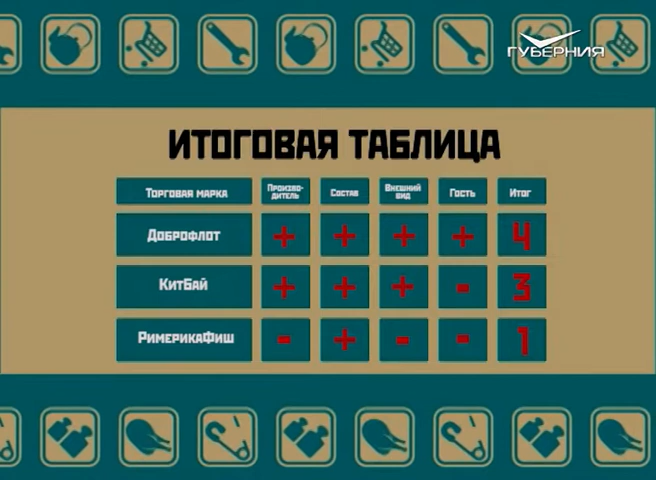 ГУБЕРНИЯ
ИТОГОВАЯ ТАБЛИЦА
Торговая марка Произво-дитель Состав Внешний вид Гость Итог
Доброфлот + + + + 4
КитБай + + + - 3
РимерикаФиш - + - - 1